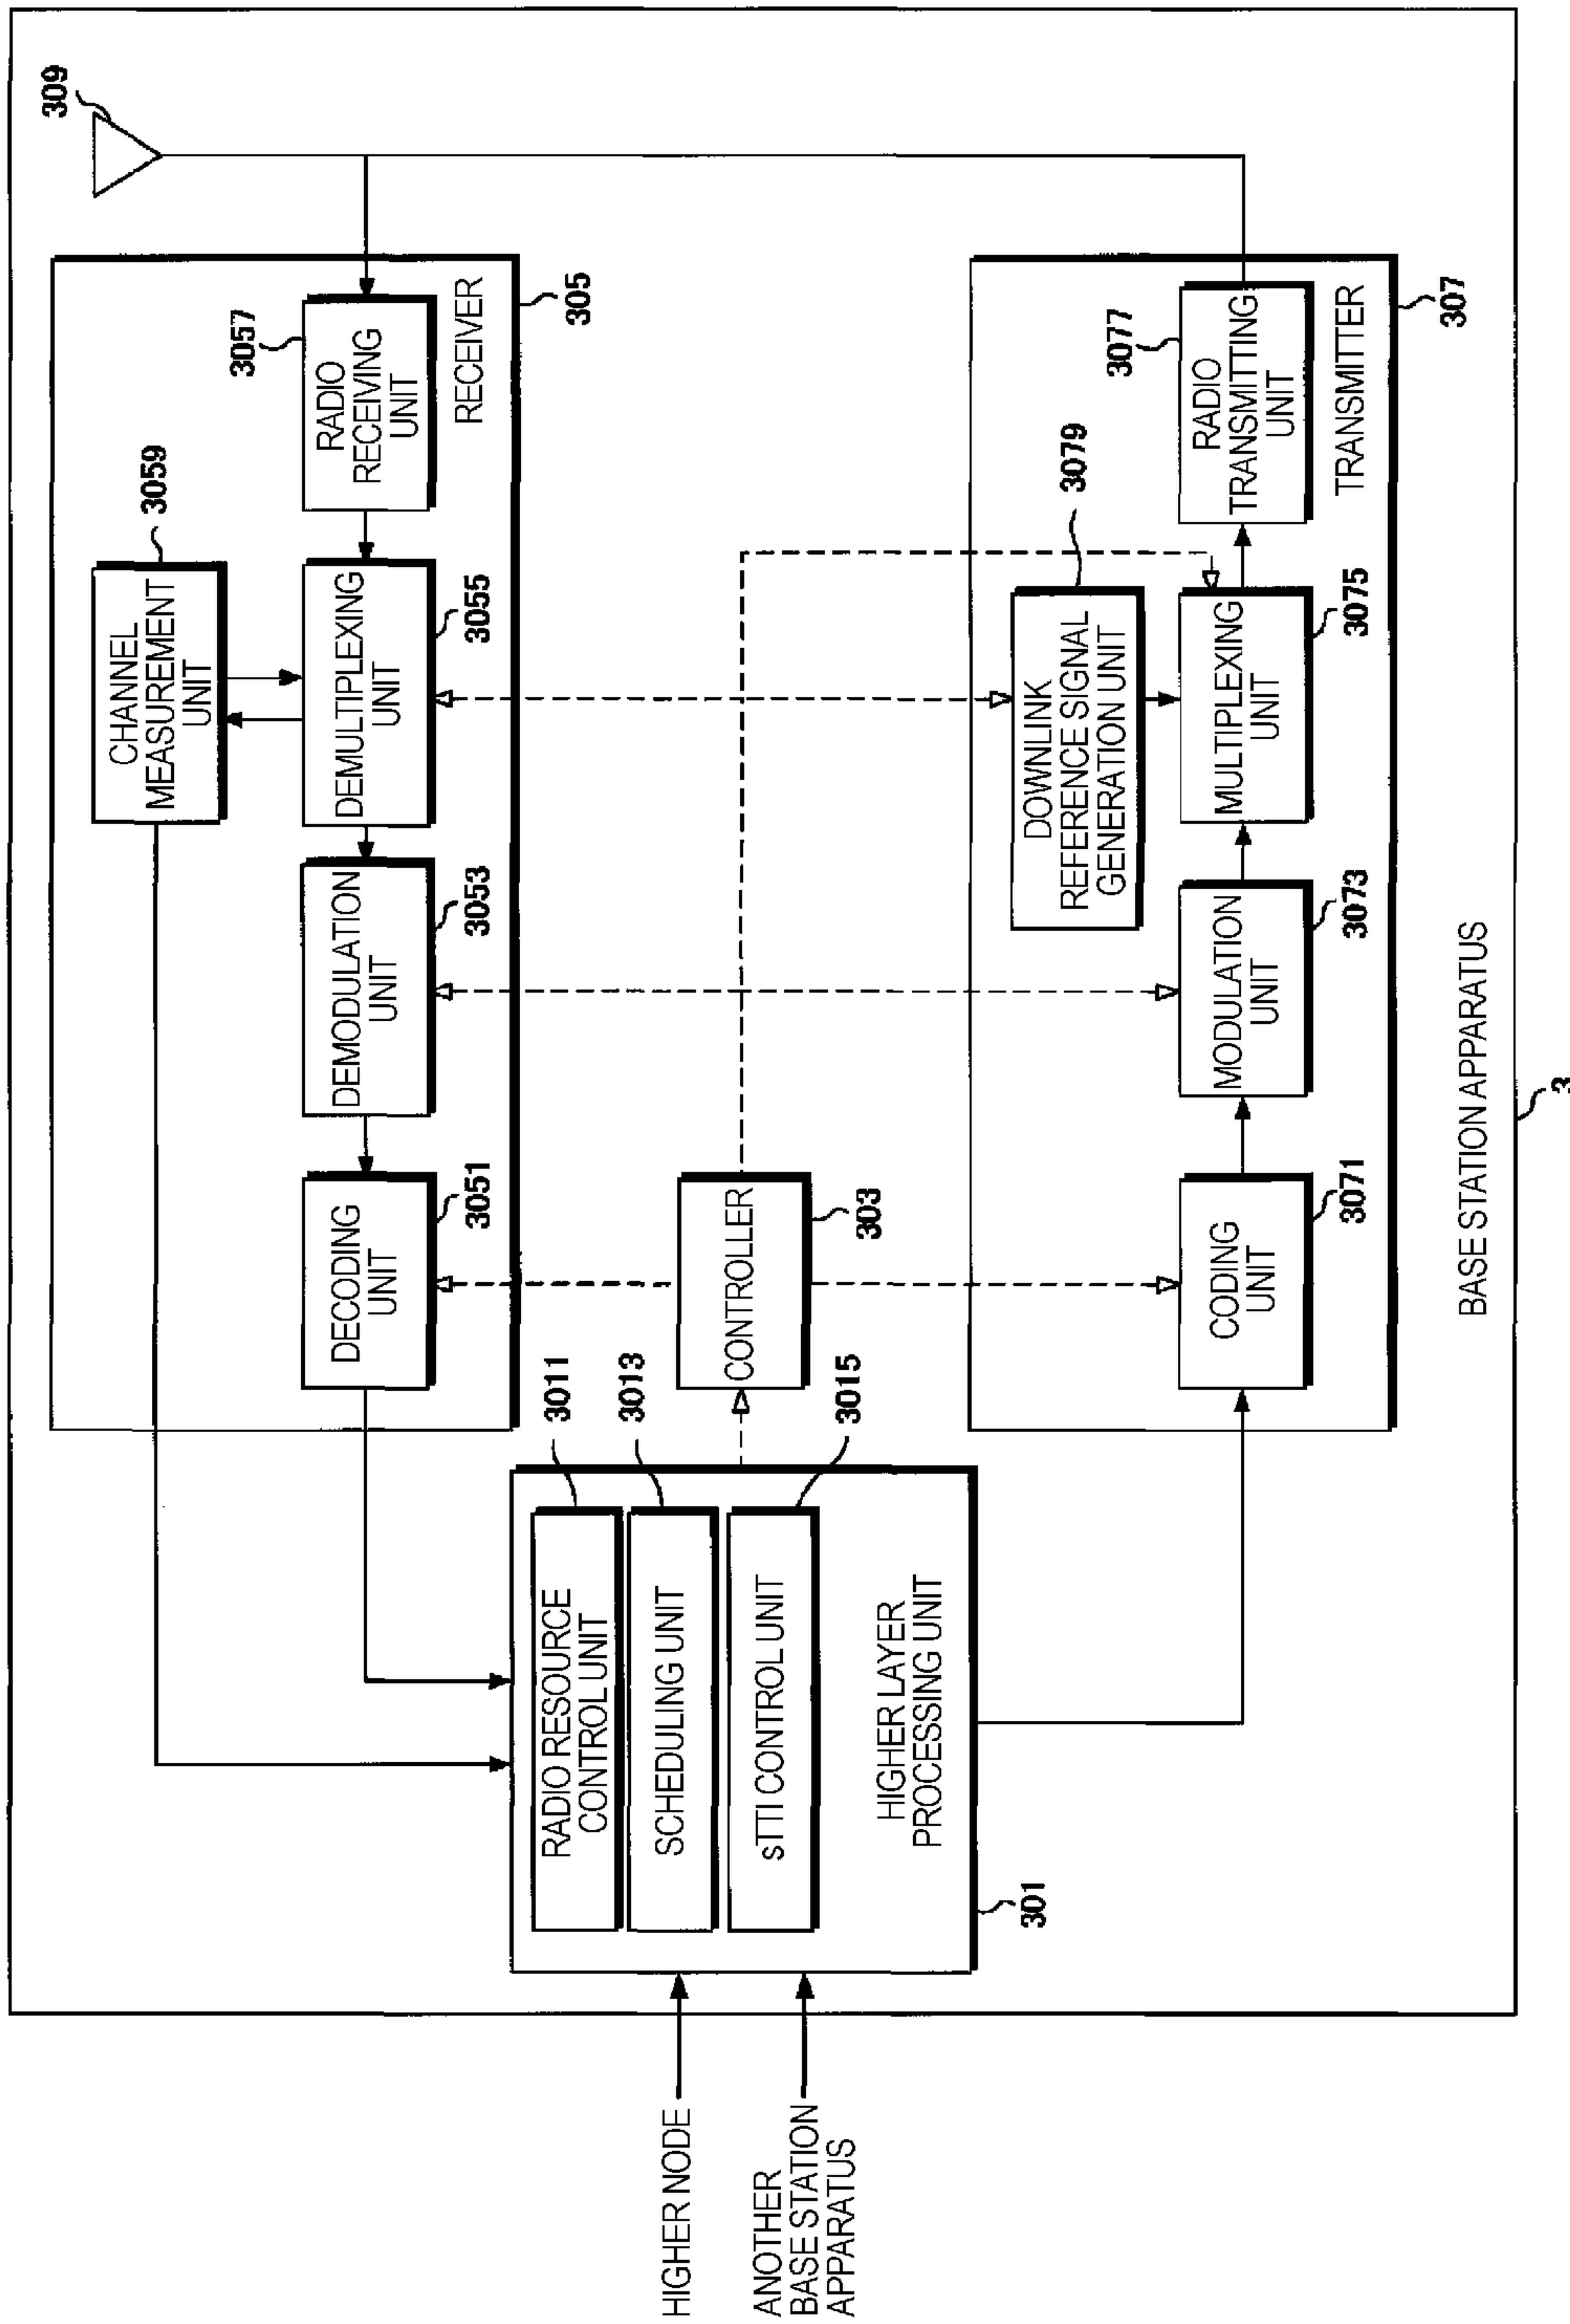 309
3059
CHANNEL
MEASUREMENT
UNIT
3057
RADIO
RECEIVING
UNIT
RECEIVER
305
DEMULTIPLEXING
UNIT
3055
DEMODULATION
UNIT
3053
DECODING
UNIT
3051
3011
3013
3015
RADIO RESOURCE
CONTROL UNIT
SCHEDULING UNIT
sTTI CONTROL UNIT
HIGHER LAYER
PROCESSING UNIT
301
CONTROLLER
303
HIGHER NODE
ANOTHER
BASE STATION
APPARATUS
3079
DOWNLINK
REFERENCE SIGNAL
GENERATION UNIT
CODING
UNIT
3071
MODULATION
UNIT
3073
MULTIPLEXING
UNIT
3075
3077
RADIO
TRANSMITTING
UNIT
TRANSMITTER
307
BASE STATION APPARATUS
3